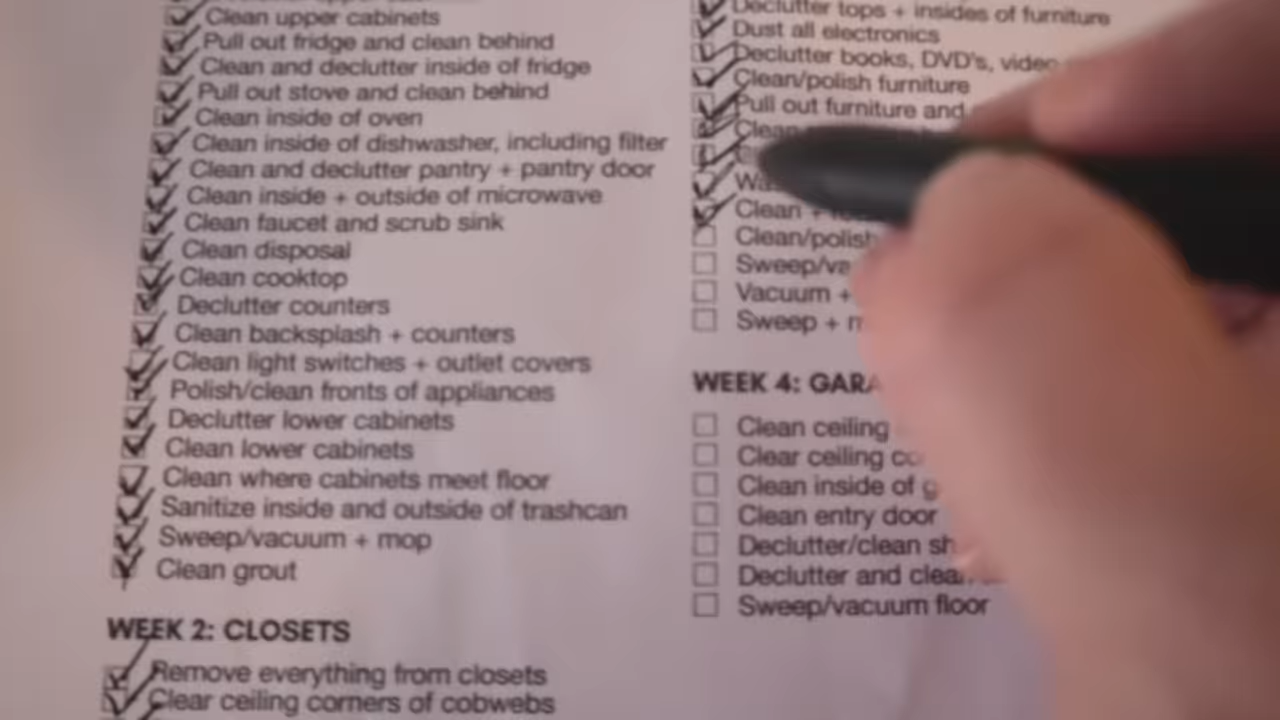 Clean upper cabinets
Pull out fridge and clean behind
Clean and declutter inside of fridge
Pull out stove and clean behind
Clean inside of oven
Clean inside of dishwasher, including filter
Clean and declutter pantry + pantry door
Clean inside + outside of microwave
Clean faucet and scrub sink
Clean disposal
Clean cooktop
Declutter counters
Clean backsplash + counters
Clean light switches + outlet covers
Polish/clean fronts of appliances
Declutter lower cabinets
Clean lower cabinets
Clean where cabinets meet floor
Sanitize inside and outside of trashcan
Sweep/vacuum + mop
Clean grout
WEEK 2: CLOSETS
Remove everything from closets
Clear ceiling corners of cobwebs
Declutter tops + insides of furniture
Dust all electronics
Declutter books, DVD's, video
Clean/polish furniture
Pull out furniture and
Clean
Clean +
Clean/polish
Sweep/va
Vacuum +
Sweep + m
WEEK 4: GARA
Clean ceiling
Clear ceiling co
Clean inside of g
Clean entry door
Declutter/clean sh
Declutter and clean
Sweep/vacuum floor